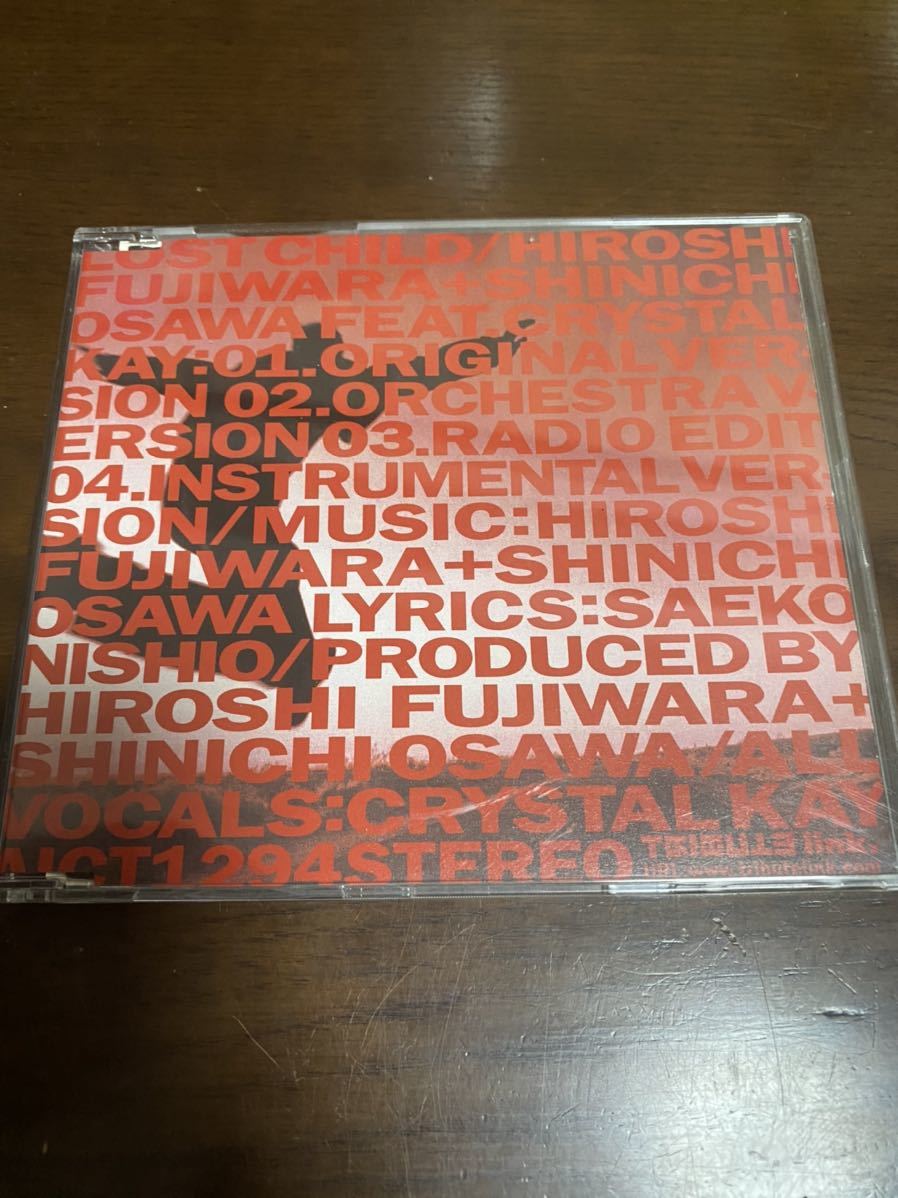 LOST CHILD/HIROSHI
FUJIWARA+SHINICHI
OSAWA FEAT.CRYSTAL
KAY:01.ORIGINAL VER-
SION 02.ORCHESTRA V-
ERSION 03.RADIO EDIT
04.INSTRUMENTAL VER-
SION/MUSIC:HIROSHI
FUJIWARA+SHINICHI
OSAWA LYRICS:SAEKO
NISHIO/PRODUCED BY
HIROSHI FUJIWARA+
SHINICHI OSAWA/ALL
VOCALS:CRYSTAL KAY
AICT1294 STEREO